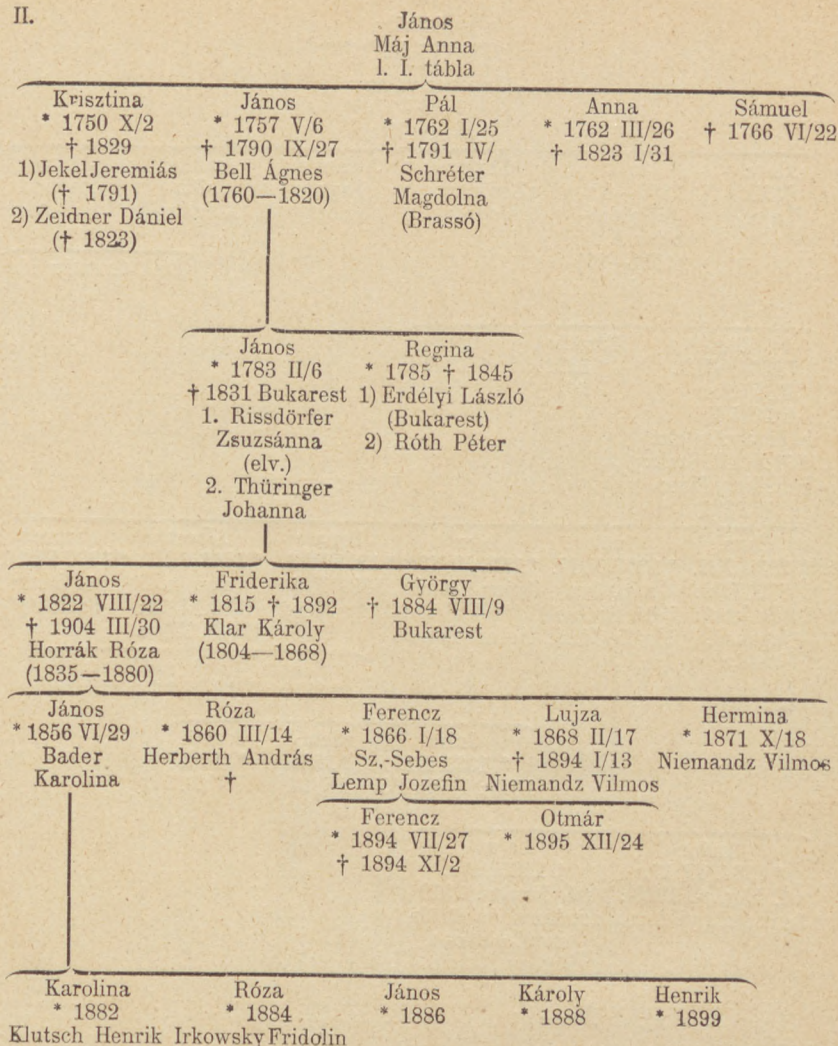 II.
János
Máj Anna
l. I. tábla
Krisztina
* 1750 X/2
† 1829
1) Jekel Jeremiás
(† 1791)
2) Zeidner Dániel
(† 1823)
János
* 1757 V/6
† 1790 IX/27
Bell Ágnes
(1760—1820)
Pál
* 1762 I/25
† 1791 IV/
Schréter
Magdolna
(Brassó)
Anna
* 1762 III/26
† 1823 I/31
Sámuel
† 1766 VI/22
János
* 1783 II/6
† 1831 Bukarest
1. Rissdörfer
Zsuzsánna
(elv.)
2. Thüringer
Johanna
Regina
* 1785 † 1845
1) Erdélyi László
(Bukarest)
2) Róth Péter
János
* 1822 VIII/22
† 1904 III/30
Horrák Róza
(1835—1880)
Friderika
* 1815 † 1892
Klar Károly
(1804—1868)
György
† 1884 VIII/9
Bukarest
János
* 1856 VI/29
Bader
Karolina
Róza
* 1860 III/14
Herberth András
†
Ferencz
* 1866 I/18
Sz.-Sebes
Lemp Jozefin
Lujza
* 1868 II/17
† 1894 I/13
Niemandz Vilmos
Hermina
* 1871 X/18
Niemandz Vilmos
Ferencz
* 1894 VII/27
† 1894 XI/2
Otmár
* 1895 XII/24
Karolina
* 1882
Klutsch Henrik
Róza
* 1884
Irkowsky Fridolin
János
* 1886
Károly
* 1888
Henrik
* 1899